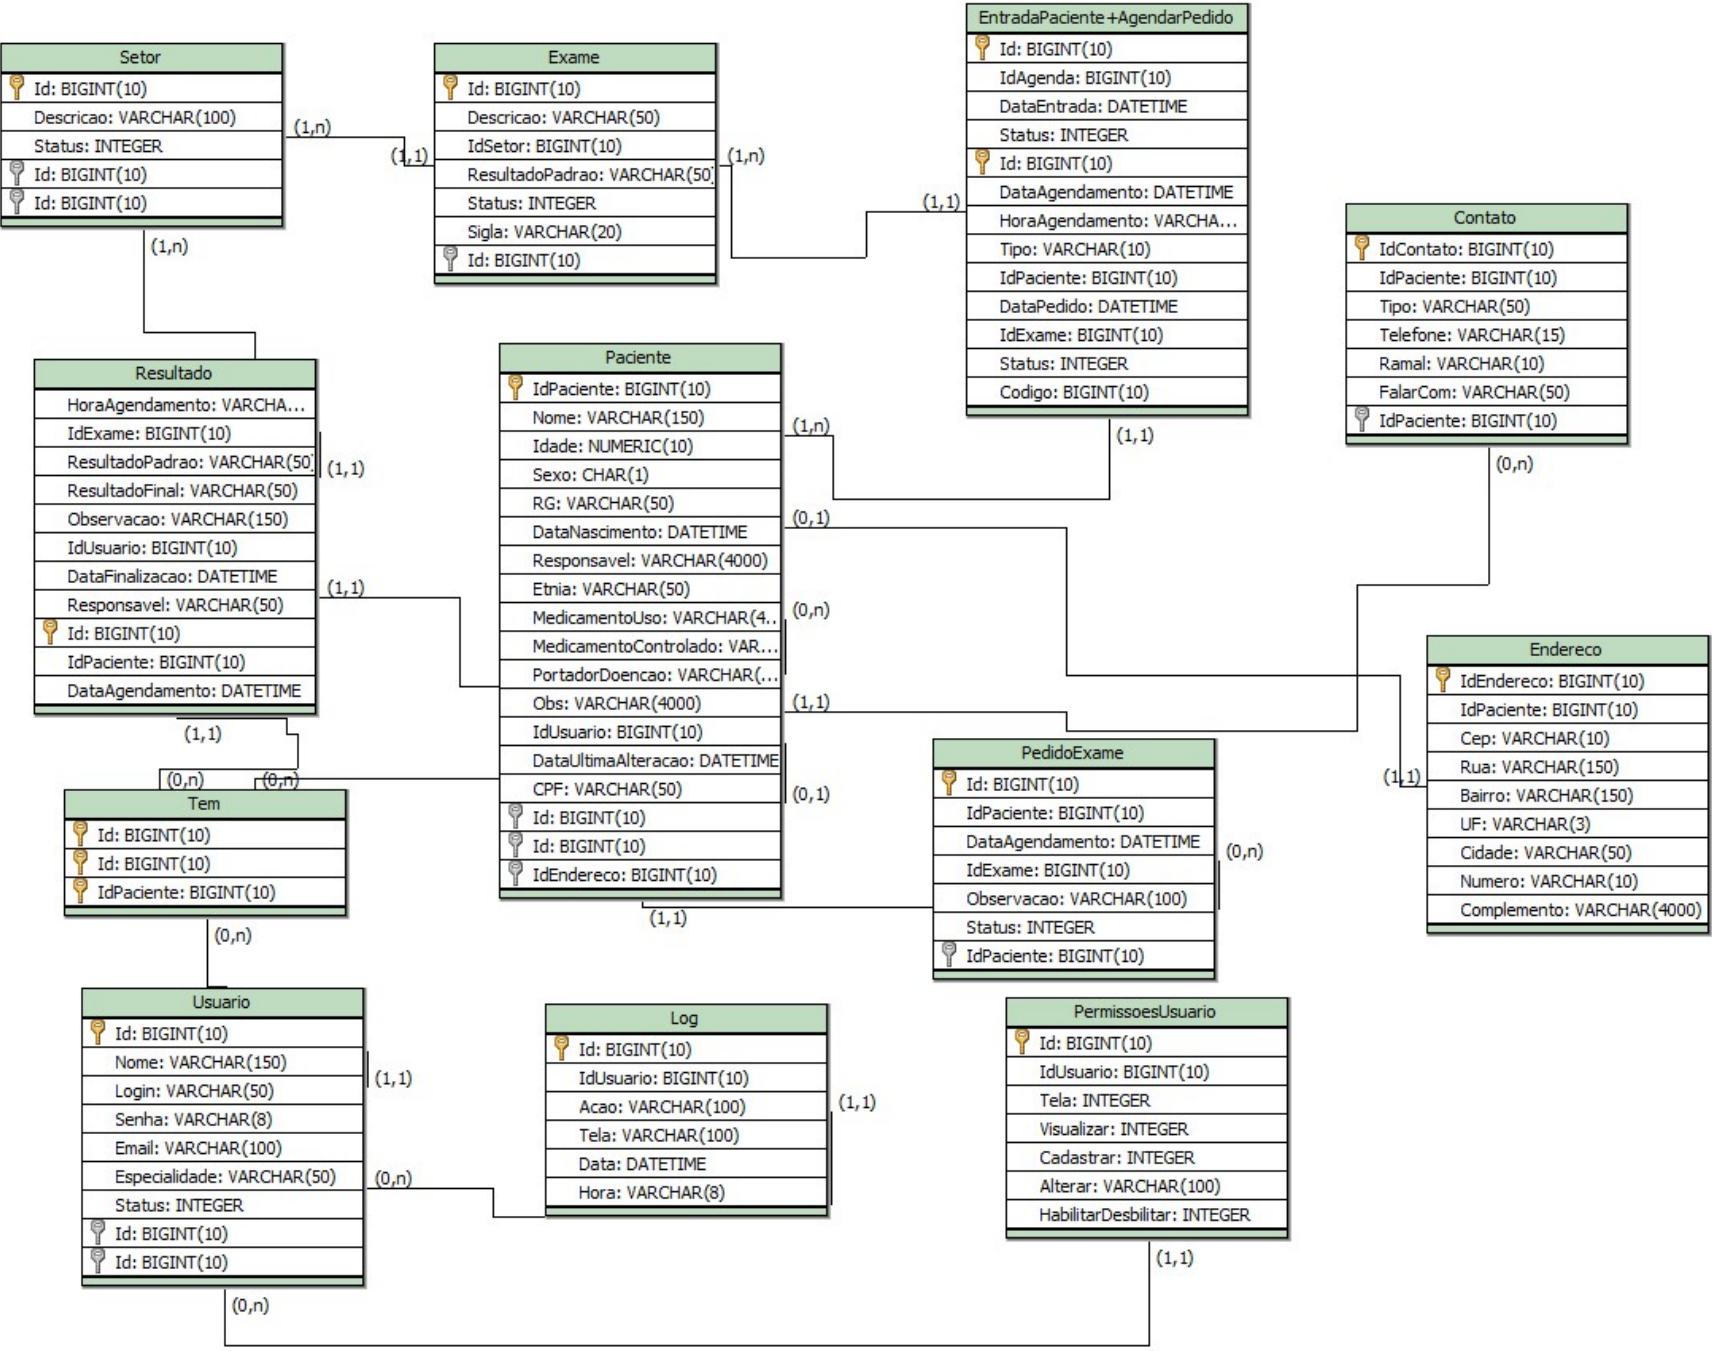 Setor
Id: BIGINT(10)
Descricao: VARCHAR(100)
Status: INTEGER
Id: BIGINT(10)
Id: BIGINT(10)
(1,n)
(1,n)
(1,1)
Exame
Id: BIGINT(10)
Descricao: VARCHAR(50)
IdSetor: BIGINT(10)
ResultadoPadrao: VARCHAR(50)
Status: INTEGER
Sigla: VARCHAR(20)
Id: BIGINT(10)
(1,n)
(1,1)
EntradaPaciente+AgendarPedido
Id: BIGINT(10)
IdAgenda: BIGINT(10)
DataEntrada: DATETIME
Status: INTEGER
Id: BIGINT(10)
DataAgendamento: DATETIME
HoraAgendamento: VARCHA...
Tipo: VARCHAR(10)
IdPaciente: BIGINT(10)
DataPedido: DATETIME
IdExame: BIGINT(10)
Status: INTEGER
Codigo: BIGINT(10)
(1,1)
Contato
IdContato: BIGINT(10)
IdPaciente: BIGINT(10)
Tipo: VARCHAR(50)
Telefone: VARCHAR(15)
Ramal: VARCHAR(10)
FalarCom: VARCHAR(50)
IdPaciente: BIGINT(10)
(0,n)
Resultado
HoraAgendamento: VARCHA...
IdExame: BIGINT(10)
ResultadoPadrao: VARCHAR(50)
ResultadoFinal: VARCHAR(50)
Observacao: VARCHAR(150)
IdUsuario: BIGINT(10)
DataFinalizacao: DATETIME
Responsavel: VARCHAR(50)
Id: BIGINT(10)
IdPaciente: BIGINT(10)
DataAgendamento: DATETIME
(1,1)
(1,1)
(1,1)
Paciente
IdPaciente: BIGINT(10)
Nome: VARCHAR(150)
Idade: NUMERIC(10)
Sexo: CHAR(1)
RG: VARCHAR(50)
DataNascimento: DATETIME
Responsavel: VARCHAR(4000)
Etnia: VARCHAR(50)
MedicamentoUso: VARCHAR(4..
MedicamentoControlado: VAR...
PortadorDoencao: VARCHAR(...
Obs: VARCHAR(4000)
IdUsuario: BIGINT(10)
DataUltimaAlteracao: DATETIME
CPF: VARCHAR(50)
Id: BIGINT(10)
Id: BIGINT(10)
IdEndereco: BIGINT(10)
(1,n)
(0,1)
(0,n)
(1,1)
(0,1)
(1,1)
Endereco
IdEndereco: BIGINT(10)
IdPaciente: BIGINT(10)
Cep: VARCHAR(10)
Rua: VARCHAR(150)
Bairro: VARCHAR(150)
UF: VARCHAR(3)
Cidade: VARCHAR(50)
Numero: VARCHAR(10)
Complemento: VARCHAR(4000)
(1,1)
PedidoExame
Id: BIGINT(10)
IdPaciente: BIGINT(10)
DataAgendamento: DATETIME
IdExame: BIGINT(10)
Observacao: VARCHAR(100)
Status: INTEGER
IdPaciente: BIGINT(10)
(0,n)
(0,n)
(0,n)
Tem
Id: BIGINT(10)
Id: BIGINT(10)
IdPaciente: BIGINT(10)
(0,n)
Usuario
Id: BIGINT(10)
Nome: VARCHAR(150)
Login: VARCHAR(50)
Senha: VARCHAR(8)
Email: VARCHAR(100)
Especialidade: VARCHAR(50)
Status: INTEGER
Id: BIGINT(10)
Id: BIGINT(10)
(1,1)
(0,n)
(0,n)
Log
Id: BIGINT(10)
IdUsuario: BIGINT(10)
Acao: VARCHAR(100)
Tela: VARCHAR(100)
Data: DATETIME
Hora: VARCHAR(8)
(1,1)
PermissoesUsuario
Id: BIGINT(10)
IdUsuario: BIGINT(10)
Tela: INTEGER
Visualizar: INTEGER
Cadastrar: INTEGER
Alterar: VARCHAR(100)
HabilitarDesbilitar: INTEGER
(1,1)